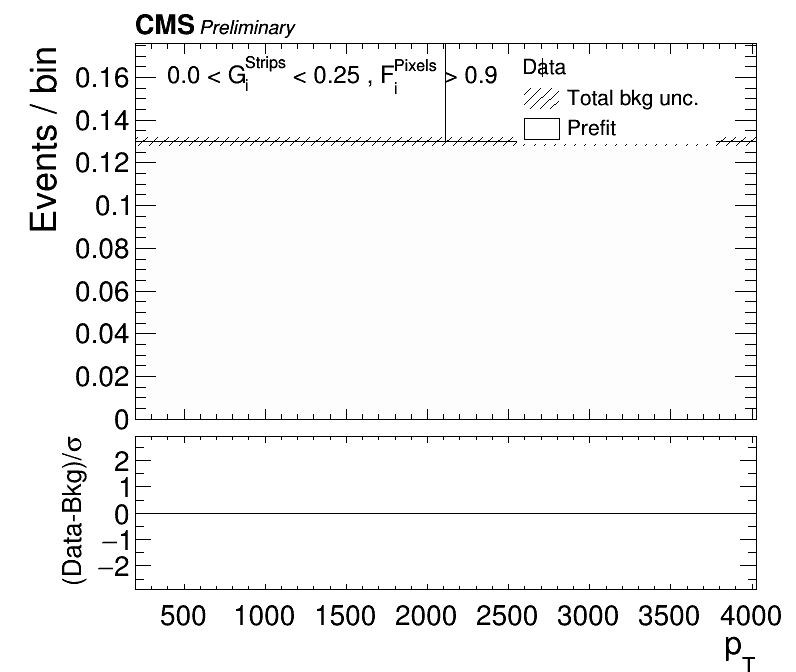 CMS Preliminary
0.0 < G_i^Strips < 0.25 , F_i^Pixels > 0.9
Data
Total bkg unc.
Prefit
Events / bin
0.16
0.14
0.12
0.1
0.08
0.06
0.04
0.02
0
(Data-Bkg)/σ
2
1
0
−1
−2
500 1000 1500 2000 2500 3000 3500 4000
p_T